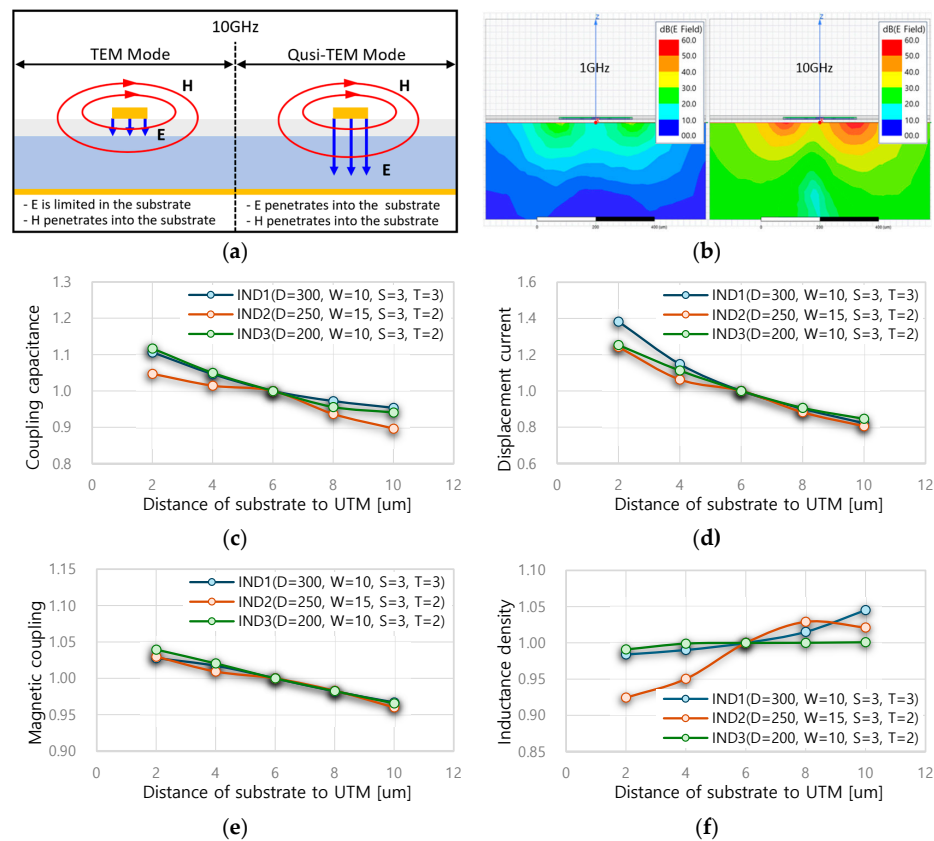 10GHz
TEM Mode
Qusi-TEM Mode
H
E
H
E
- E is limited in the substrate
- H penetrates into the substrate
- E penetrates into the substrate
- H penetrates into the substrate
(a)
Z
1GHz
dB(E Field)
60.0
50.0
40.0
30.0
20.0
10.0
00.0
0
200
400 (um)
Z
10GHz
dB(E Field)
60.0
50.0
40.0
30.0
20.0
10.0
00.0
0
200
400 (um)
(b)
Coupling capacitance
1.3
1.2
1.1
1.0
0.9
0.8
IND1(D=300, W=10, S=3, T=3)
IND2(D=250, W=15, S=3, T=2)
IND3(D=200, W=10, S=3, T=2)
0 2 4 6 8 10 12
Distance of substrate to UTM [um]
(c)
Displacement current
1.6
1.4
1.2
1.0
0.8
0.6
IND1(D=300, W=10, S=3, T=3)
IND2(D=250, W=15, S=3, T=2)
IND3(D=200, W=10, S=3, T=2)
0 2 4 6 8 10 12
Distance of substrate to UTM [um]
(d)
Magnetic coupling
1.15
1.10
1.05
1.00
0.95
0.90
IND1(D=300, W=10, S=3, T=3)
IND2(D=250, W=15, S=3, T=2)
IND3(D=200, W=10, S=3, T=2)
0 2 4 6 8 10 12
Distance of substrate to UTM [um]
(e)
Inductance density
1.10
1.05
1.00
0.95
0.90
0.85
IND1(D=300, W=10, S=3, T=3)
IND2(D=250, W=15, S=3, T=2)
IND3(D=200, W=10, S=3, T=2)
0 2 4 6 8 10 12
Distance of substrate to UTM [um]
(f)